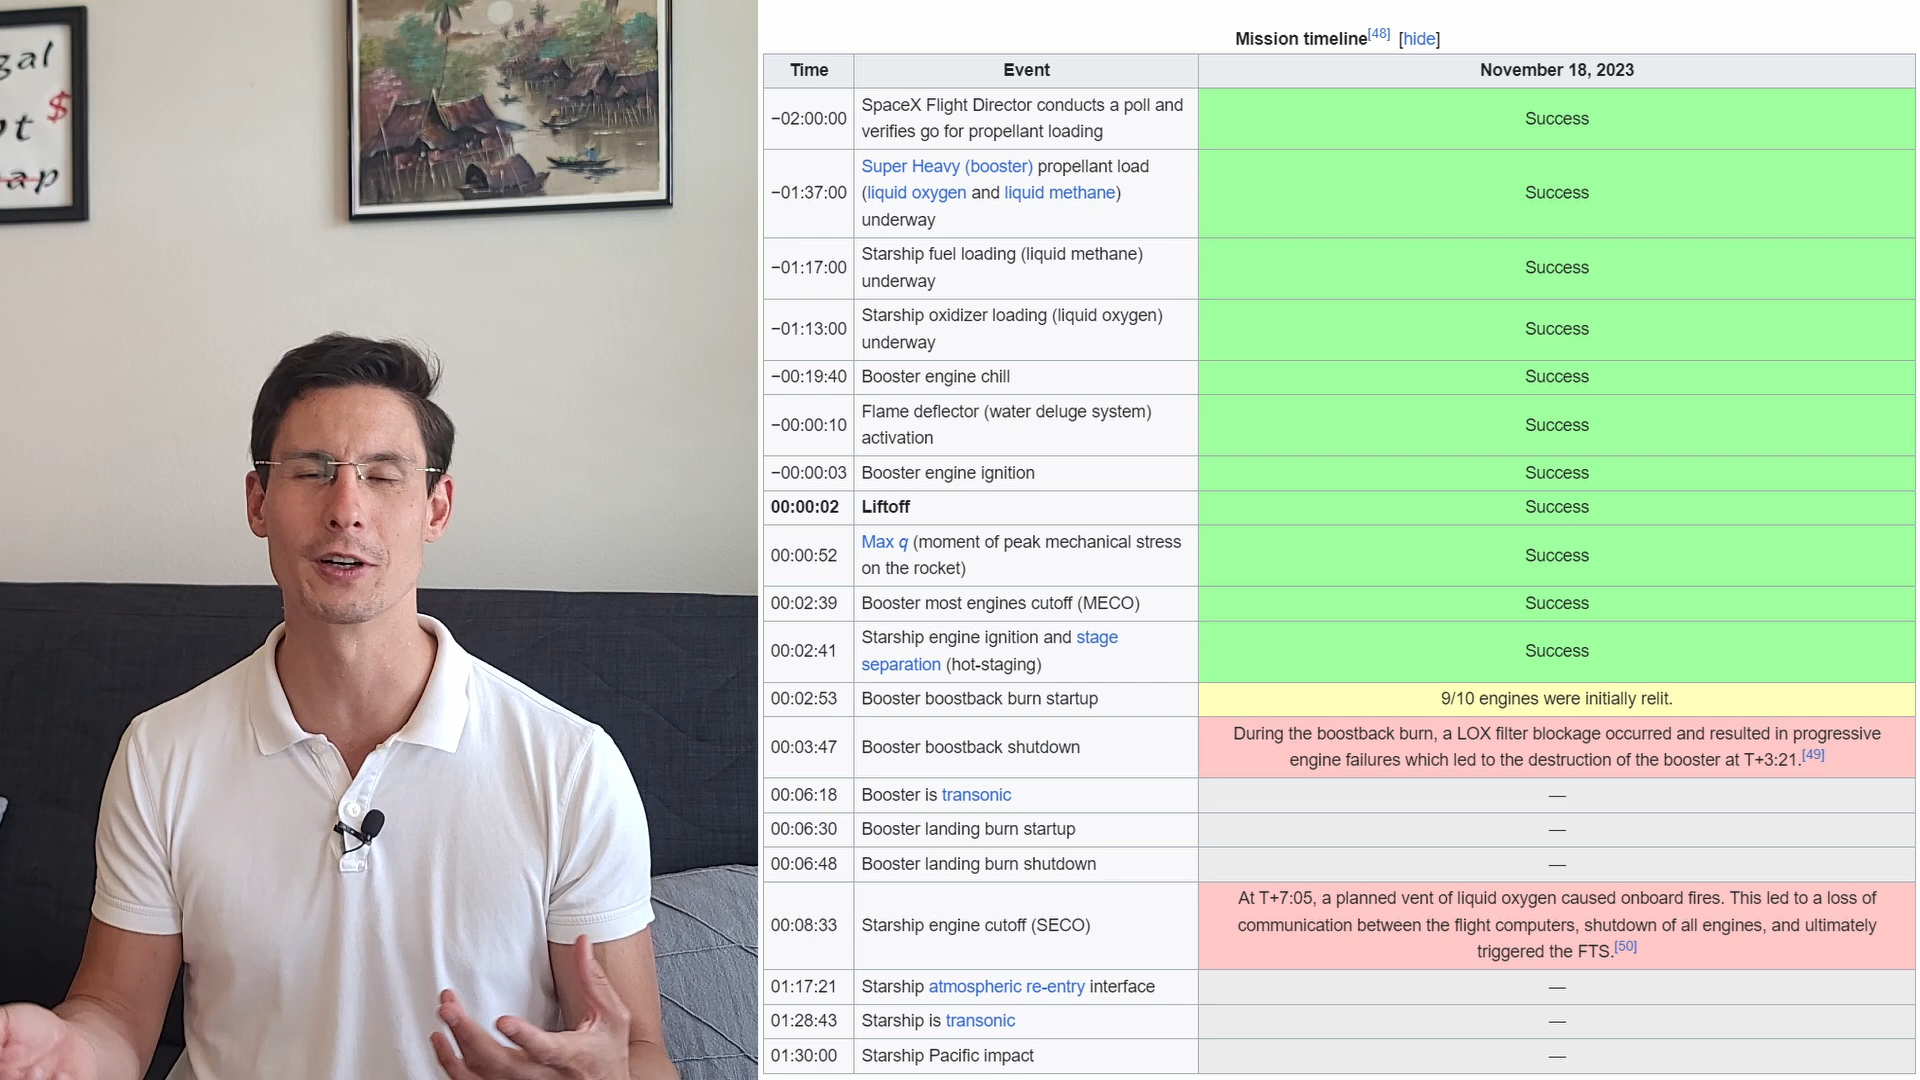 gal
pt $
ap
Mission timeline[48] [hide]
Time Event November 18, 2023
−02:00:00 SpaceX Flight Director conducts a poll and
verifies go for propellant loading Success
−01:37:00 Super Heavy (booster) propellant load
(liquid oxygen and liquid methane)
underway Success
−01:17:00 Starship fuel loading (liquid methane)
underway Success
−01:13:00 Starship oxidizer loading (liquid oxygen)
underway Success
−00:19:40 Booster engine chill Success
−00:00:10 Flame deflector (water deluge system)
activation Success
−00:00:03 Booster engine ignition Success
00:00:02 Liftoff Success
00:00:52 Max q (moment of peak mechanical stress
on the rocket) Success
00:02:39 Booster most engines cutoff (MECO) Success
00:02:41 Starship engine ignition and stage
separation (hot-staging) Success
00:02:53 Booster boostback burn startup 9/10 engines were initially relit.
00:03:47 Booster boostback shutdown During the boostback burn, a LOX filter blockage occurred and resulted in progressive
engine failures which led to the destruction of the booster at T+3:21.[49]
00:06:18 Booster is transonic —
00:06:30 Booster landing burn startup —
00:06:48 Booster landing burn shutdown —
00:08:33 Starship engine cutoff (SECO) At T+7:05, a planned vent of liquid oxygen caused onboard fires. This led to a loss of
communication between the flight computers, shutdown of all engines, and ultimately
triggered the FTS.[50]
01:17:21 Starship atmospheric re-entry interface —
01:28:43 Starship is transonic —
01:30:00 Starship Pacific impact —